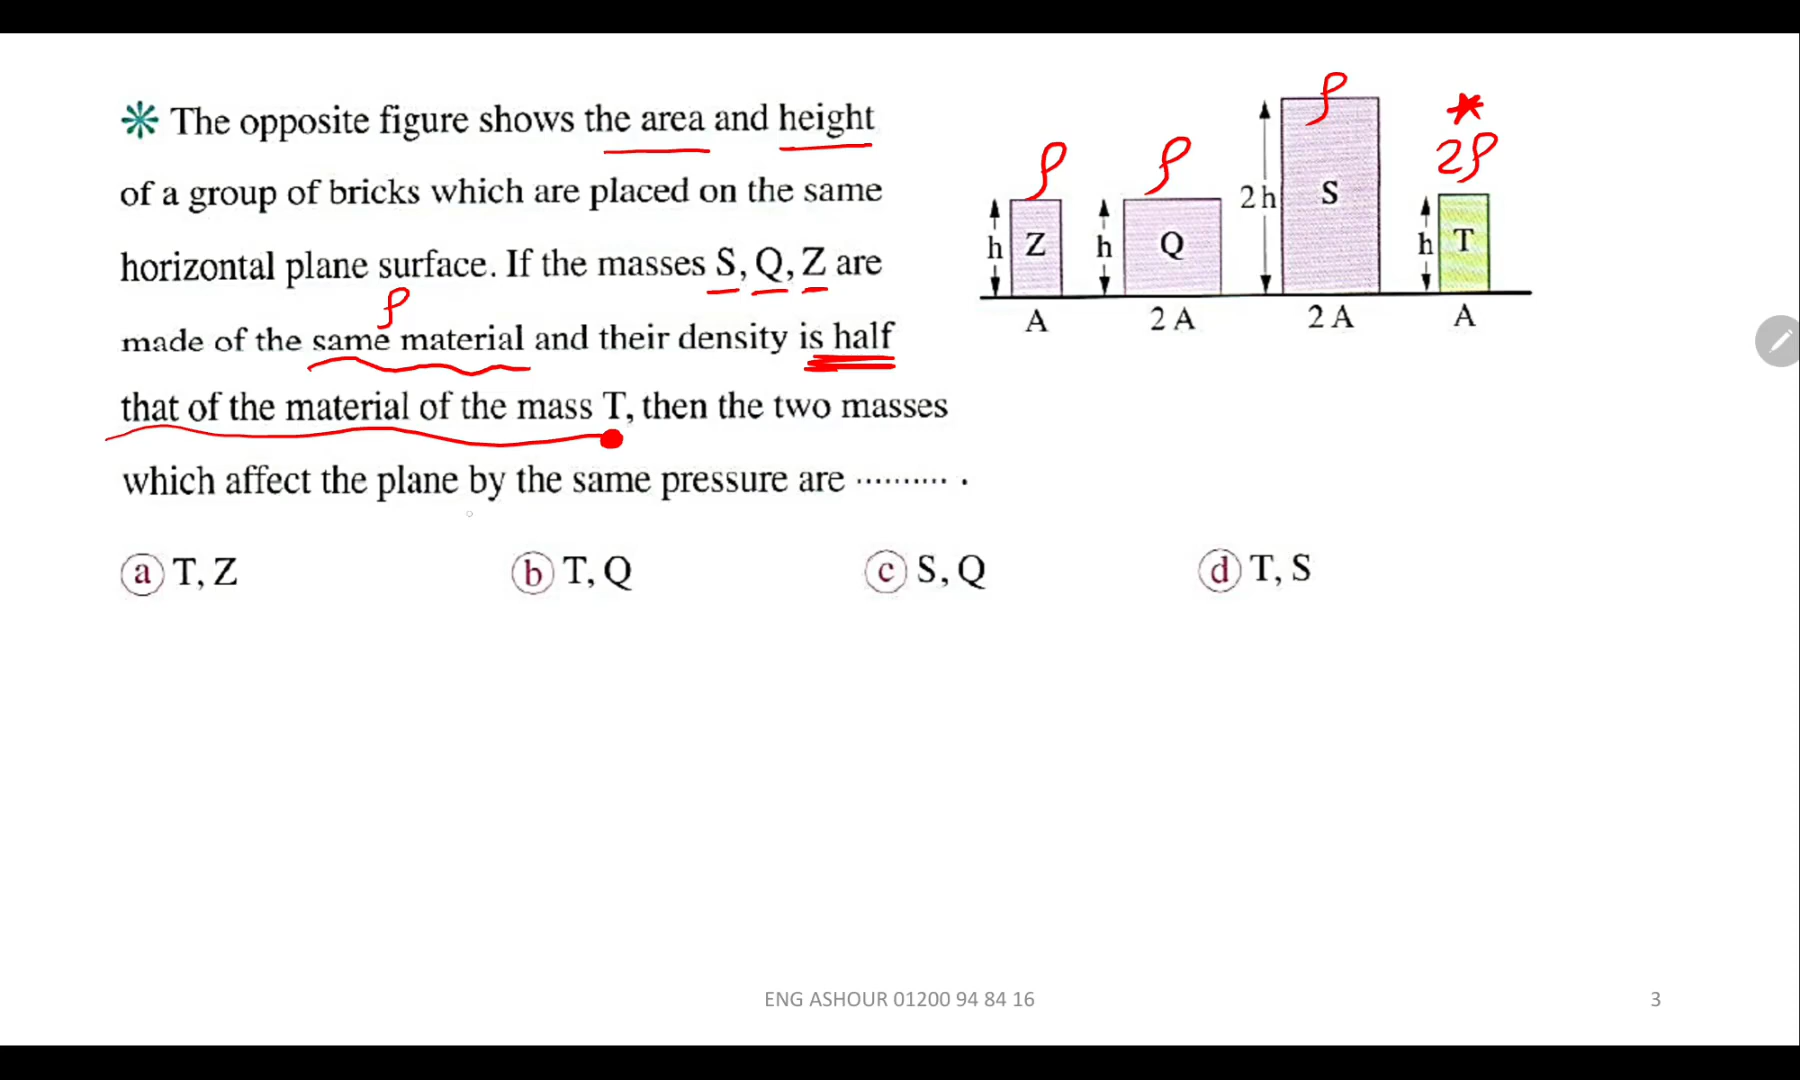 The opposite figure shows the area and height
of a group of bricks which are placed on the same
horizontal plane surface. If the masses S, Q, Z are
ρ
made of the same material and their density is half
that of the material of the mass T, then the two masses
which affect the plane by the same pressure are .......... .
ρ ρ ρ 2ρ
h Z h Q 2h S h T
A 2A 2A A
a T, Z b T, Q c S, Q d T, S
ENG ASHOUR 01200 94 84 16 3